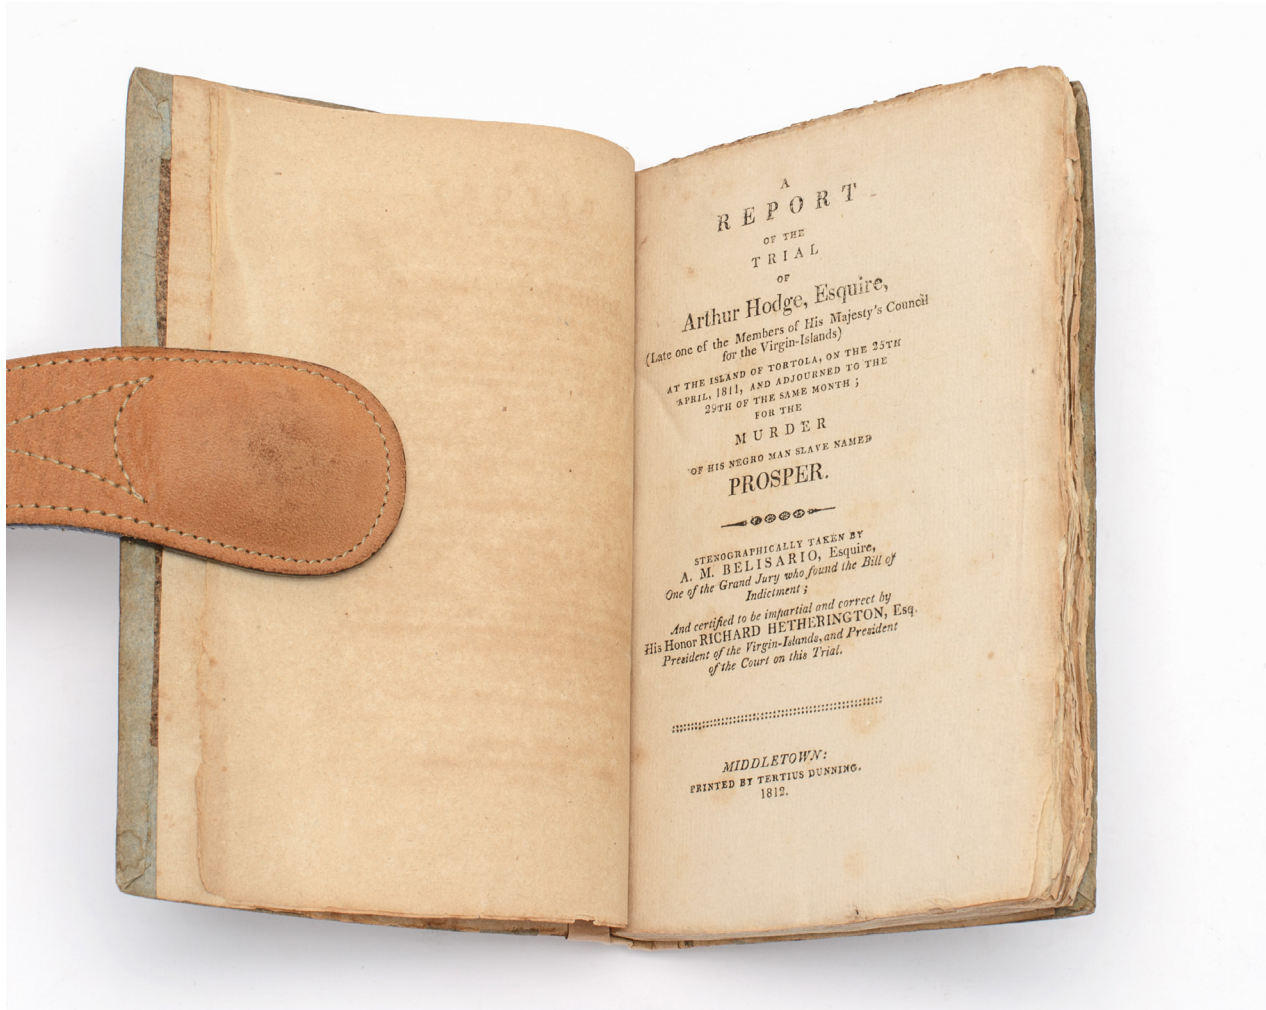 A
REPORT
OF THE
TRIAL
OF
Arthur Hodge, Esquire,
(Late one of the Members of His Majesty's Council
for the Virgin-Islands)
AT THE ISLAND OF TORTOLA, ON THE 25TH
APRIL, 1811, AND ADJOURNED TO THE
29TH OF THE SAME MONTH;
FOR THE
MURDER
OF HIS NEGRO MAN SLAVE NAMED
PROSPER.
STENOGRAPHICALLY TAKEN BY
A. M. BELISARIO, Esquire,
One of the Grand Jury who found the Bill of
Indictment;
And certified to be impartial and correct by
His Honor RICHARD HETHERINGTON, Esq.
President of the Virgin-Islands, and President
of the Court on this Trial.
MIDDLETOWN:
PRINTED BY TERTIUS DUNNING.
1812.